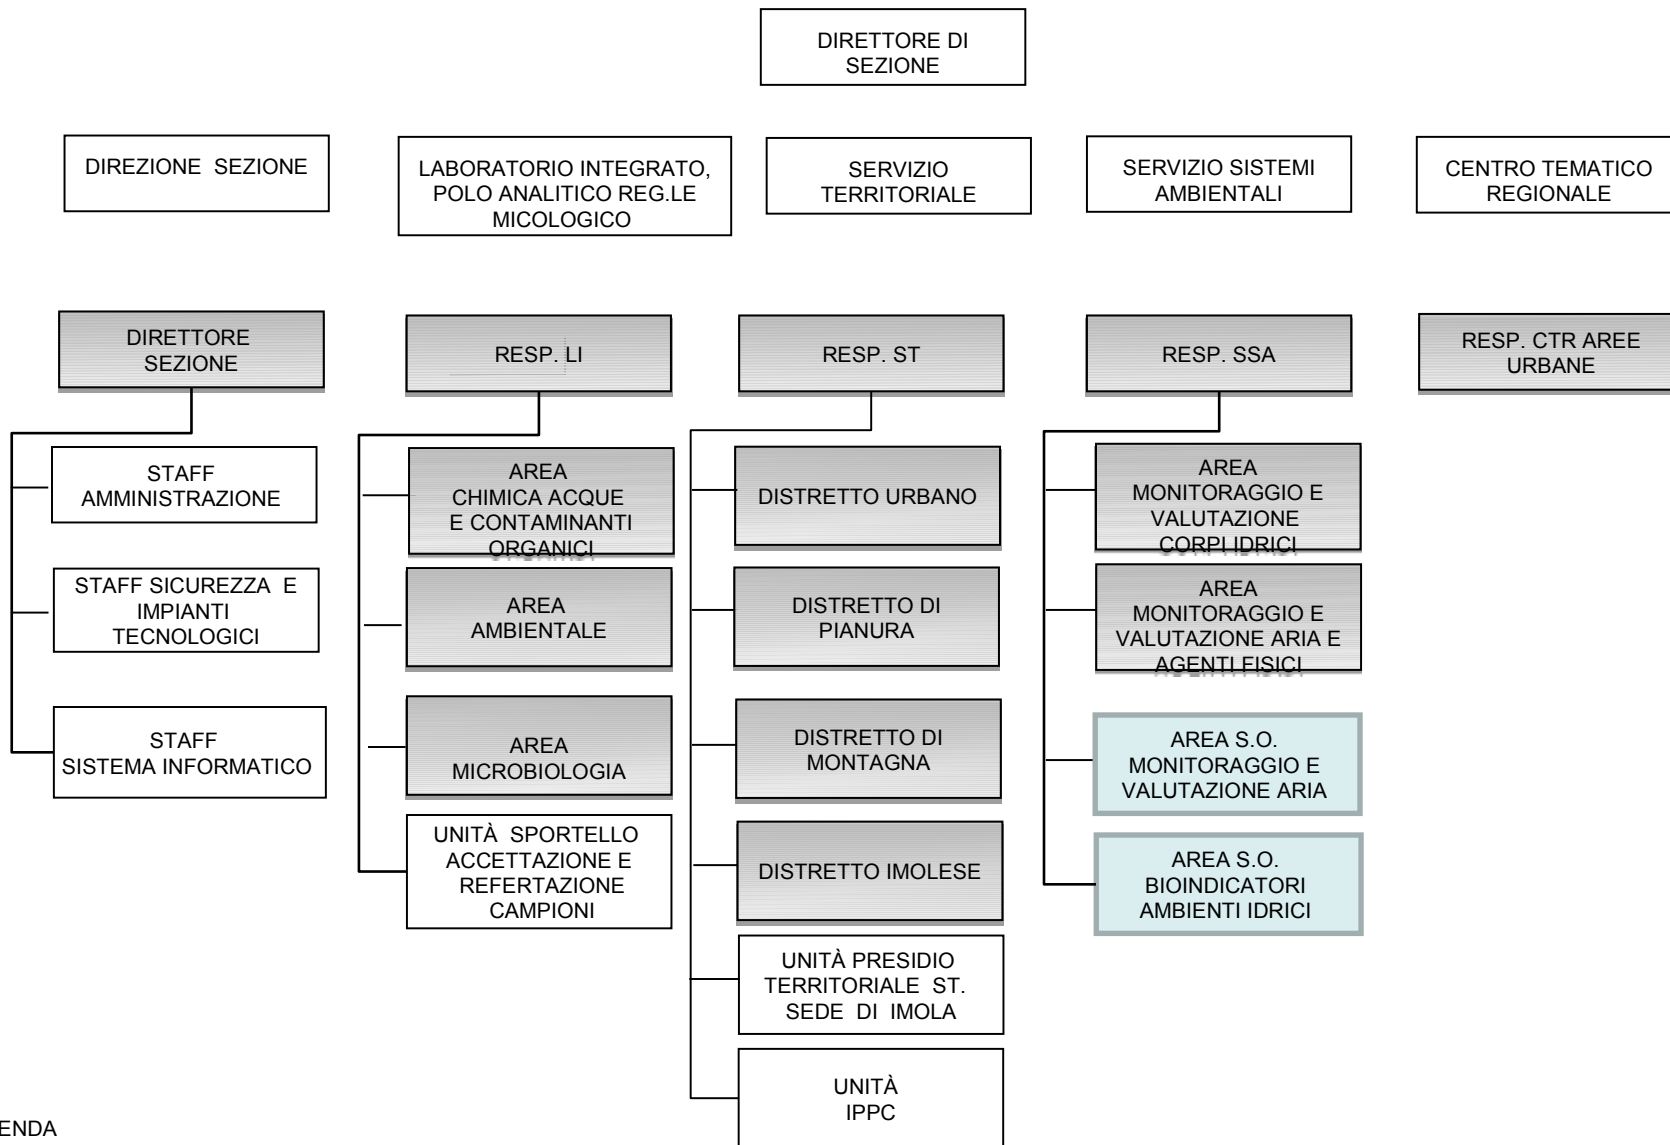 DIRETTORE DI
SEZIONE
DIREZIONE SEZIONE
LABORATORIO INTEGRATO,
POLO ANALITICO REG.LE
MICOLOGICO
SERVIZIO
TERRITORIALE
SERVIZIO SISTEMI
AMBIENTALI
CENTRO TEMATICO
REGIONALE
DIRETTORE
SEZIONE
RESP. LI
RESP. ST
RESP. SSA
RESP. CTR AREE
URBANE
STAFF
AMMINISTRAZIONE
STAFF SICUREZZA E
IMPIANTI
TECNOLOGICI
STAFF
SISTEMA INFORMATICO
AREA
CHIMICA ACQUE
E CONTAMINANTI
ORGANICI
AREA
AMBIENTALE
AREA
MICROBIOLOGIA
UNITÀ SPORTELLO
ACCETTAZIONE E
REFERTAZIONE
CAMPIONI
DISTRETTO URBANO
DISTRETTO DI
PIANURA
DISTRETTO DI
MONTAGNA
DISTRETTO IMOLESE
UNITÀ PRESIDIO
TERRITORIALE ST.
SEDE DI IMOLA
UNITÀ
IPPC
AREA
MONITORAGGIO E
VALUTAZIONE
CORPI IDRICI
AREA
MONITORAGGIO E
VALUTAZIONE ARIA E
AGENTI FISICI
AREA S.O.
MONITORAGGIO E
VALUTAZIONE ARIA
AREA S.O.
BIOINDICATORI
AMBIENTI IDRICI
ENDA